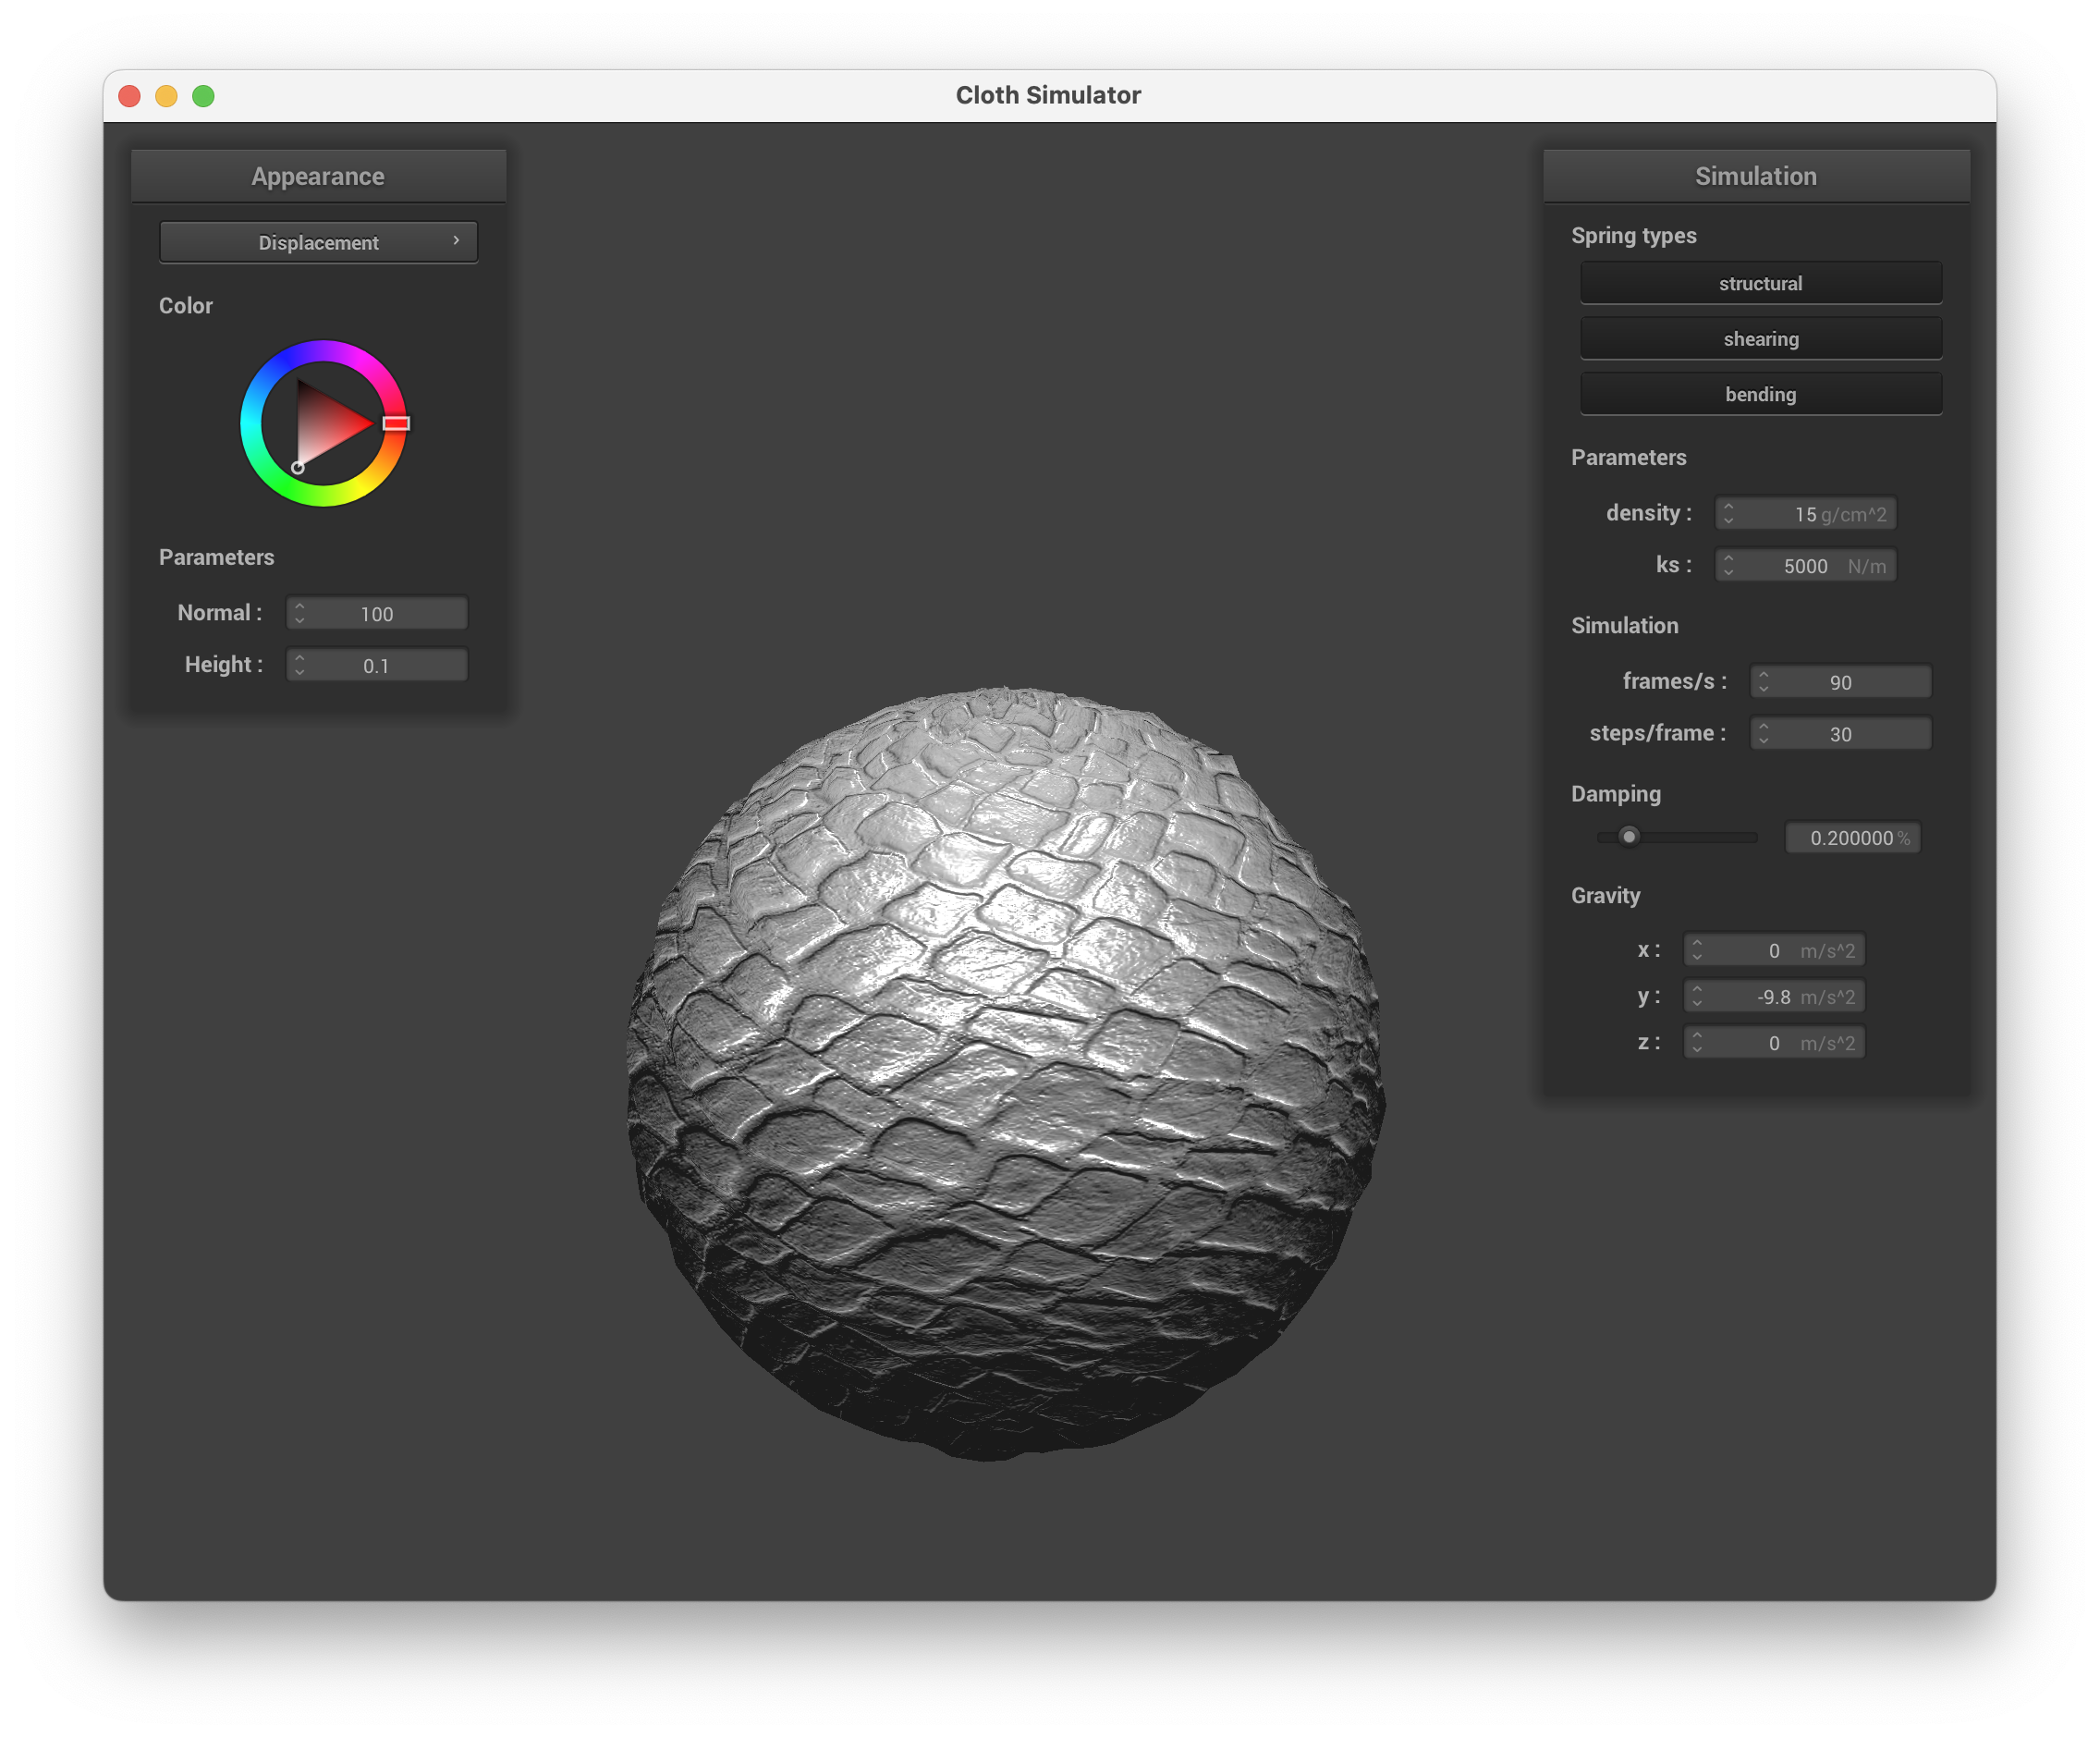 Cloth Simulator
Appearance
Displacement
Color
Parameters
Normal : 100
Height : 0.1
Simulation
Spring types
structural
shearing
bending
Parameters
density : 15 g/cm^2
ks : 5000 N/m
Simulation
frames/s : 90
steps/frame : 30
Damping
0.200000 %
Gravity
x : 0 m/s^2
y : -9.8 m/s^2
z : 0 m/s^2